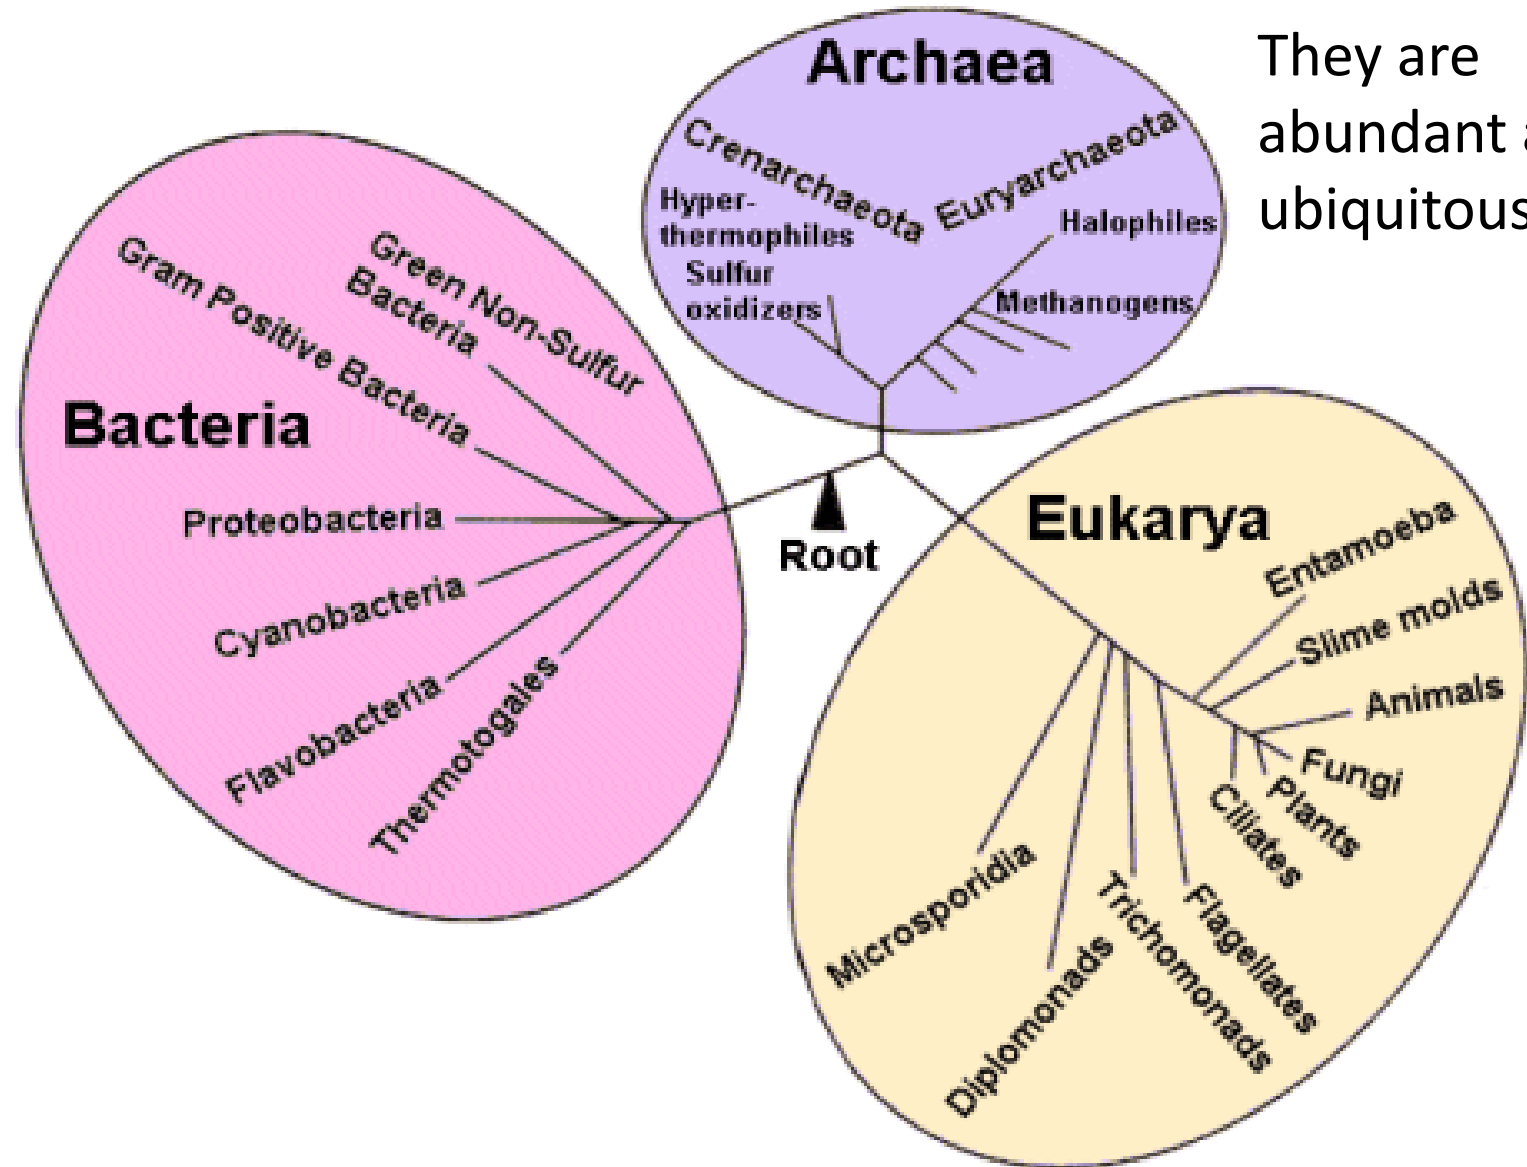 Archaea
They are
abundant a
ubiquitous
Crenarchaeota
Euryarchaeota
Hyper-
thermophiles
Sulfur
oxidizers
Halophiles
Methanogens
Bacteria
Green Non-Sulfur
Bacteria
Gram Positive Bacteria
Proteobacteria
Cyanobacteria
Flavobacteria
Thermotogales
Root
Eukarya
Entamoeba
Slime molds
Animals
Fungi
Plants
Ciliates
Flagellates
Trichomonads
Microsporidia
Diplomonads